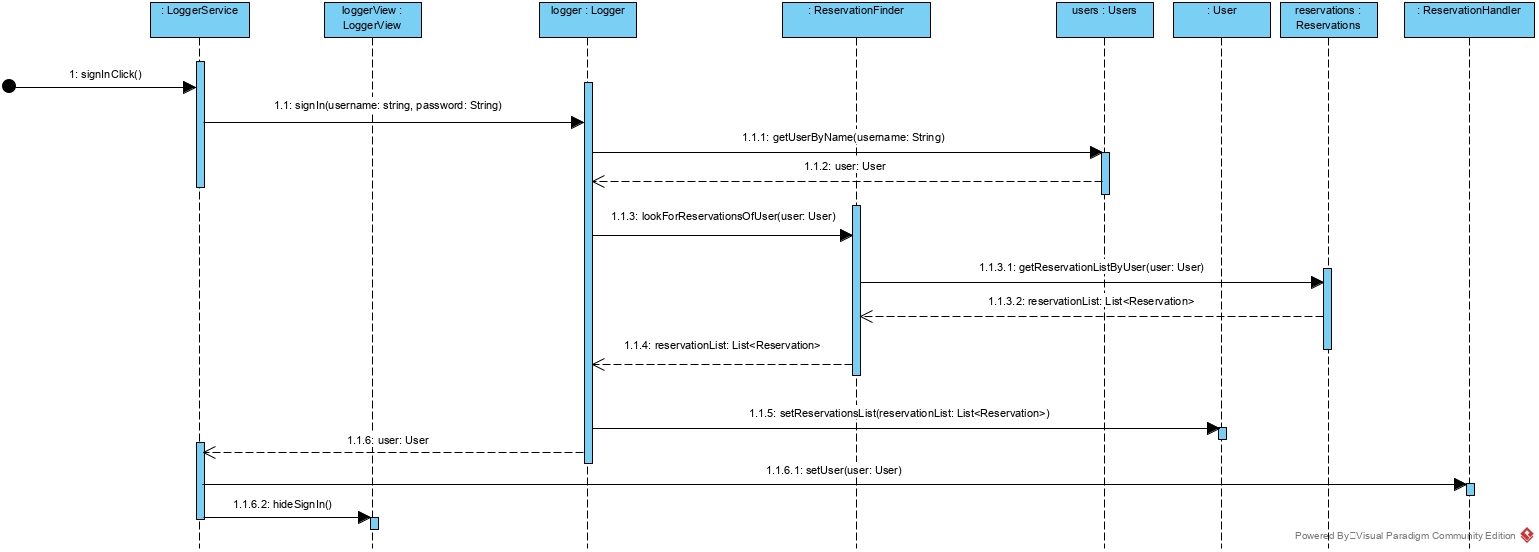 : LoggerService
loggerView :
LoggerView
logger : Logger
: ReservationFinder
users : Users
: User
reservations :
Reservations
: ReservationHandler
1: signInClick()
1.1: signIn(username: string, password: String)
1.1.1: getUserByName(username: String)
1.1.2: user: User
1.1.3: lookForReservationsOfUser(user: User)
1.1.3.1: getReservationListByUser(user: User)
1.1.3.2: reservationList: List<Reservation>
1.1.4: reservationList: List<Reservation>
1.1.5: setReservationsList(reservationList: List<Reservation>)
1.1.6: user: User
1.1.6.1: setUser(user: User)
1.1.6.2: hideSignIn()
Powered By Visual Paradigm Community Edition